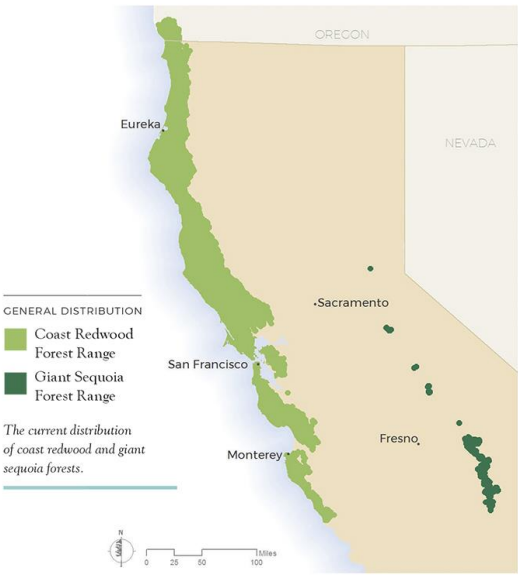 OREGON
Eureka
NEVADA
Sacramento
GENERAL DISTRIBUTION
Coast Redwood
Forest Range
San Francisco
Giant Sequoia
Forest Range
The current distribution
of coast redwood and giant
sequoia forests.
Fresno
Monterey
N
Miles
0 25 50 100